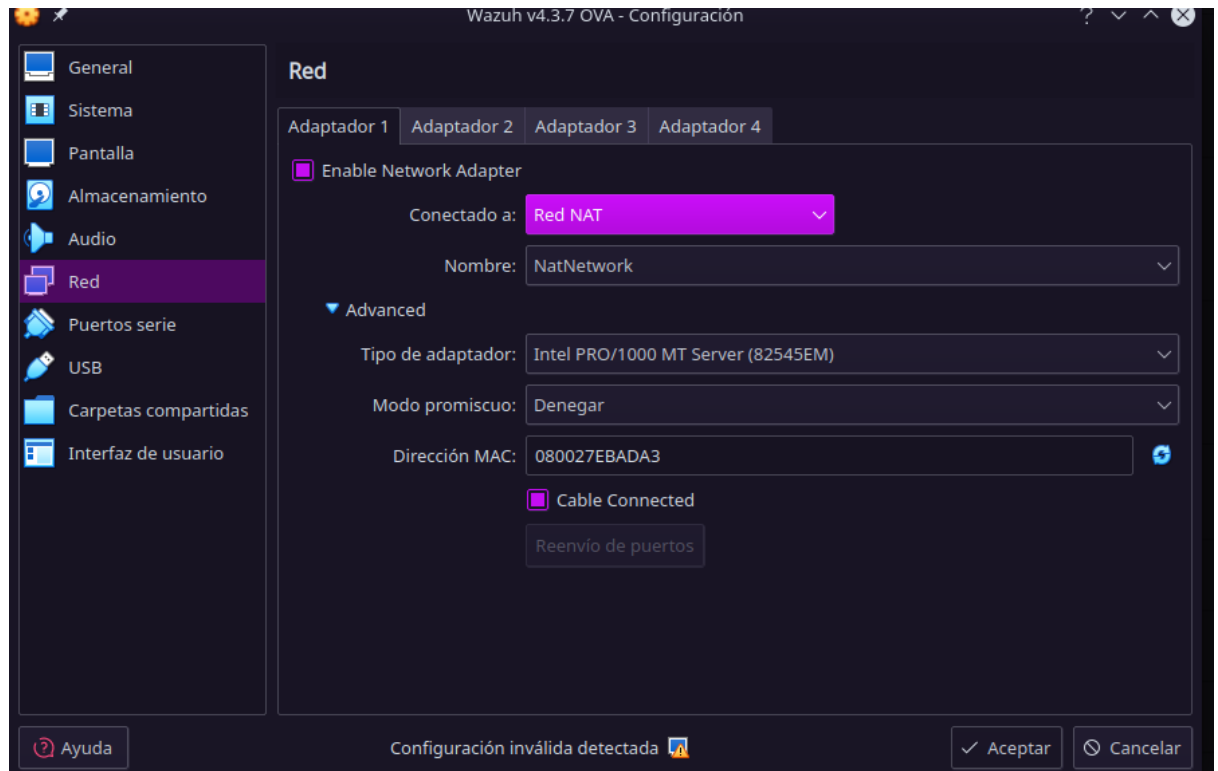 Wazuh v4.3.7 OVA - Configuración
?
General
Sistema
Pantalla
Almacenamiento
Audio
Red
Puertos serie
USB
Carpetas compartidas
Interfaz de usuario
Red
Adaptador 1 Adaptador 2 Adaptador 3 Adaptador 4
Enable Network Adapter
Conectado a: Red NAT
Nombre: NatNetwork
Advanced
Tipo de adaptador: Intel PRO/1000 MT Server (82545EM)
Modo promiscuo: Denegar
Dirección MAC: 080027EBADA3
Cable Connected
Reenvío de puertos
Ayuda Configuración inválida detectada Aceptar Cancelar